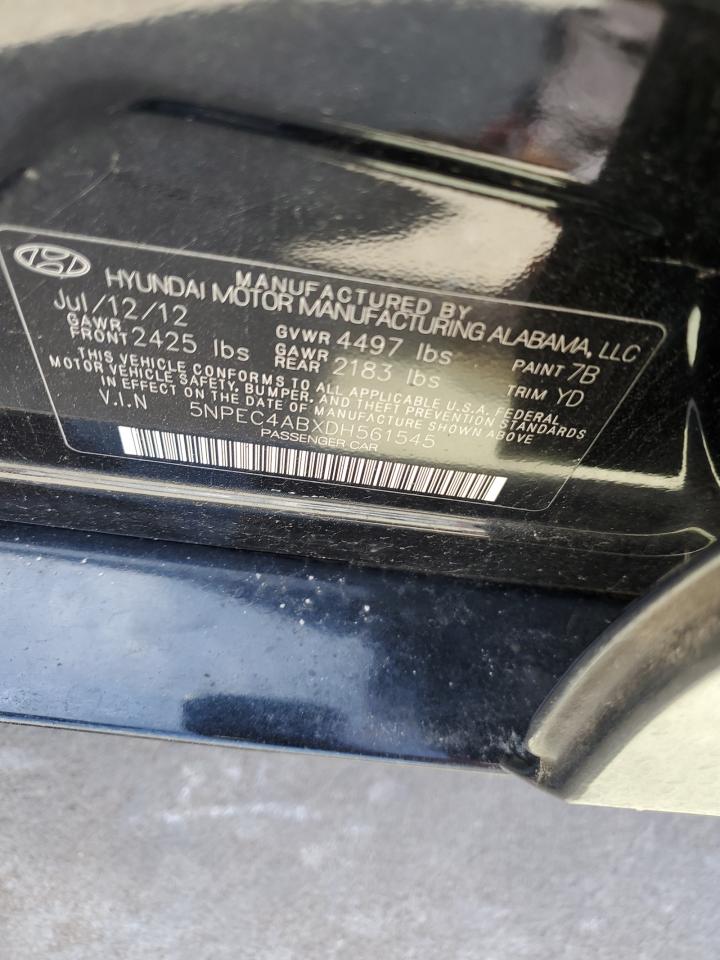 MANUFACTURED BY
HYUNDAI MOTOR MANUFACTURING ALABAMA, LLC
Jul/12/12 GVWR 4497 lbs PAINT 7B
GAWR FRONT 2425 lbs GAWR REAR 2183 lbs TRIM YD
THIS VEHICLE CONFORMS TO ALL APPLICABLE U.S.A. FEDERAL
MOTOR VEHICLE SAFETY, BUMPER, AND THEFT PREVENTION STANDARDS
IN EFFECT ON THE DATE OF MANUFACTURE SHOWN ABOVE
V.I.N 5NPEC4ABXDH561545
PASSENGER CAR